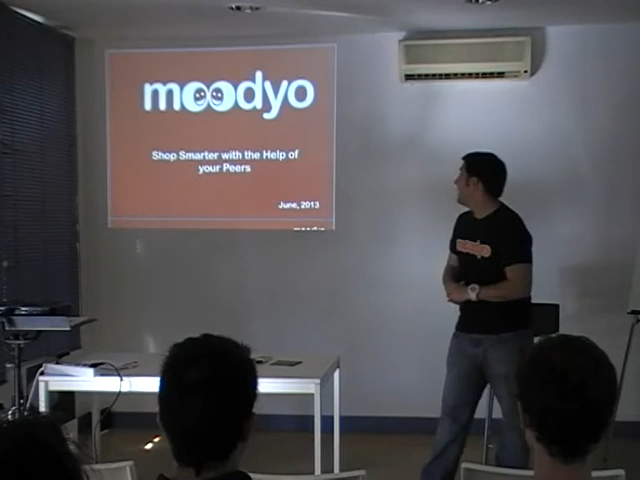 moodyo
Shop Smarter with the Help of
your Peers
June, 2013
moodyo